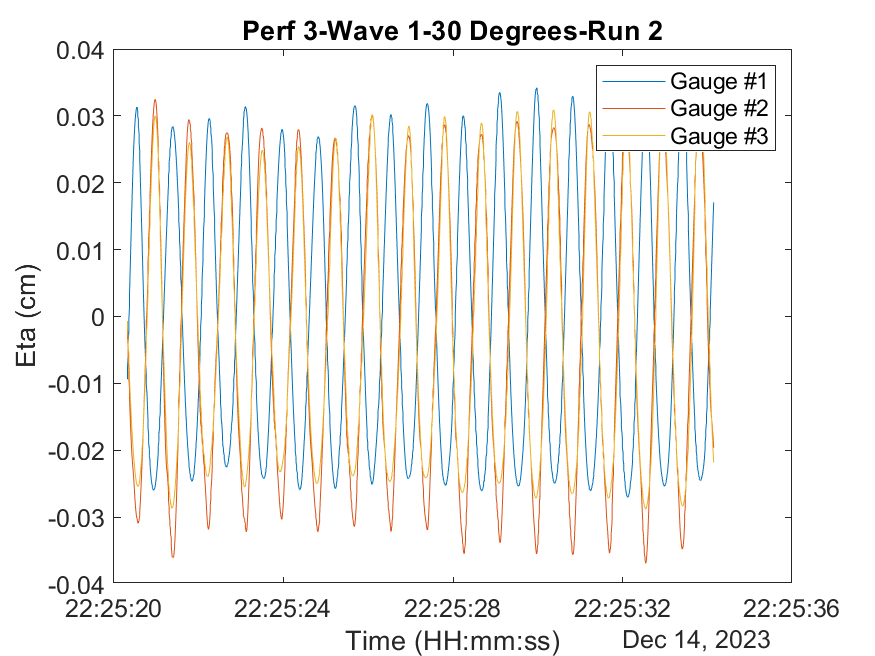 Perf 3-Wave 1-30 Degrees-Run 2
0.04
0.03
0.02
0.01
0
-0.01
-0.02
-0.03
-0.04
Eta (cm)
Gauge #1
Gauge #2
Gauge #3
22:25:20 22:25:24 22:25:28 22:25:32 22:25:36
Time (HH:mm:ss)
Dec 14, 2023